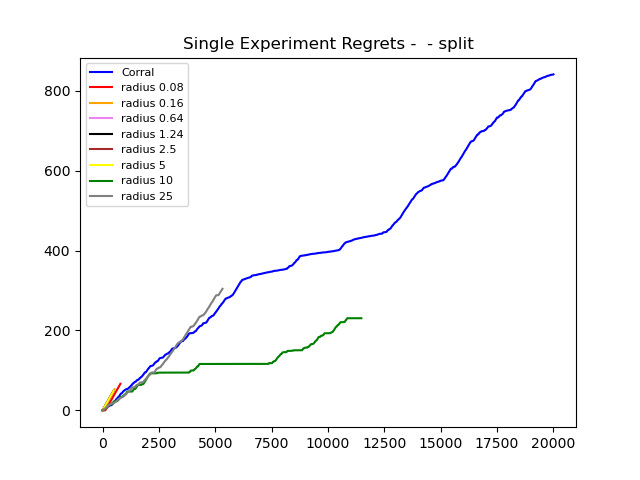 Single Experiment Regrets -  - split
Corral
radius 0.08
radius 0.16
radius 0.64
radius 1.24
radius 2.5
radius 5
radius 10
radius 25
800
600
400
200
0
0 2500 5000 7500 10000 12500 15000 17500 20000